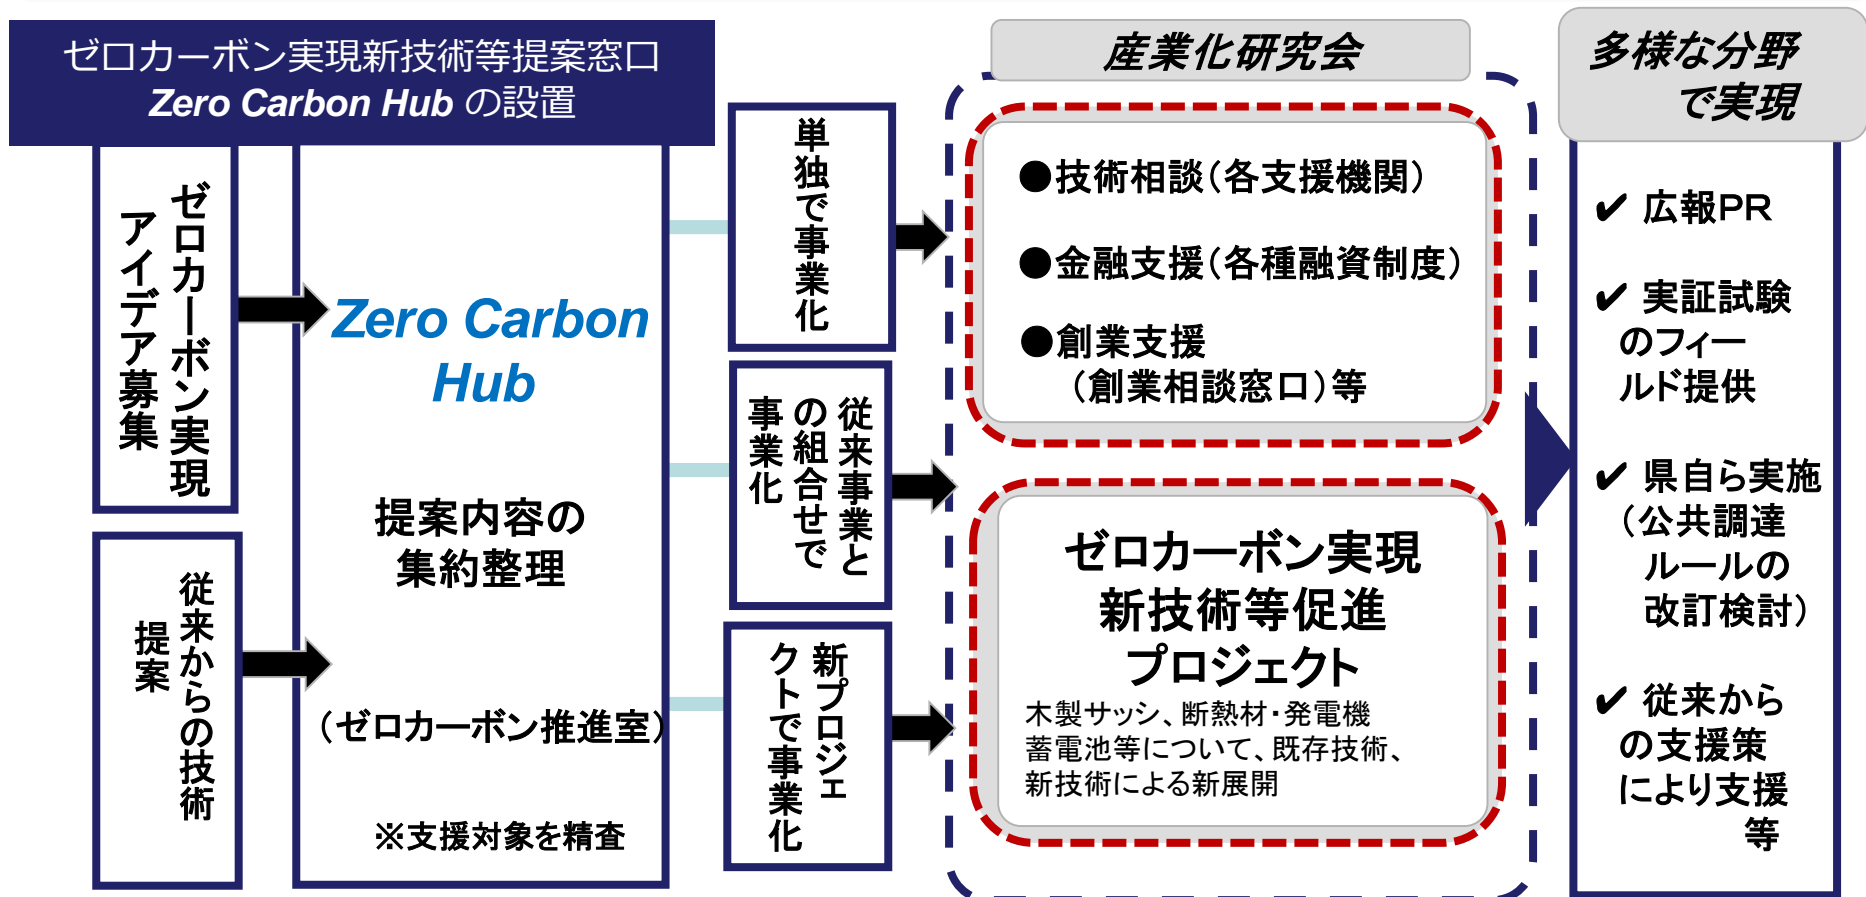 ゼロカーボン実現新技術等提案窓口
Zero Carbon Hub の設置
ゼロカーボン実現
アイデア募集
従来からの技術
提案
Zero Carbon
Hub
提案内容の
集約整理
（ゼロカーボン推進室）
※支援対象を精査
単独で事業化
従来事業と
の組合せで
事業化
新プロジェ
クトで事業化
産業化研究会
●技術相談（各支援機関）
●金融支援（各種融資制度）
●創業支援
（創業相談窓口）等
ゼロカーボン実現
新技術等促進
プロジェクト
木製サッシ、断熱材・発電機
蓄電池等について、既存技術、
新技術による新展開
多様な分野
で実現
✔ 広報PR
✔ 実証試験
のフィー
ルド提供
✔ 県自ら実施
（公共調達
ルールの
改訂検討）
✔ 従来から
の支援策
により支援
等